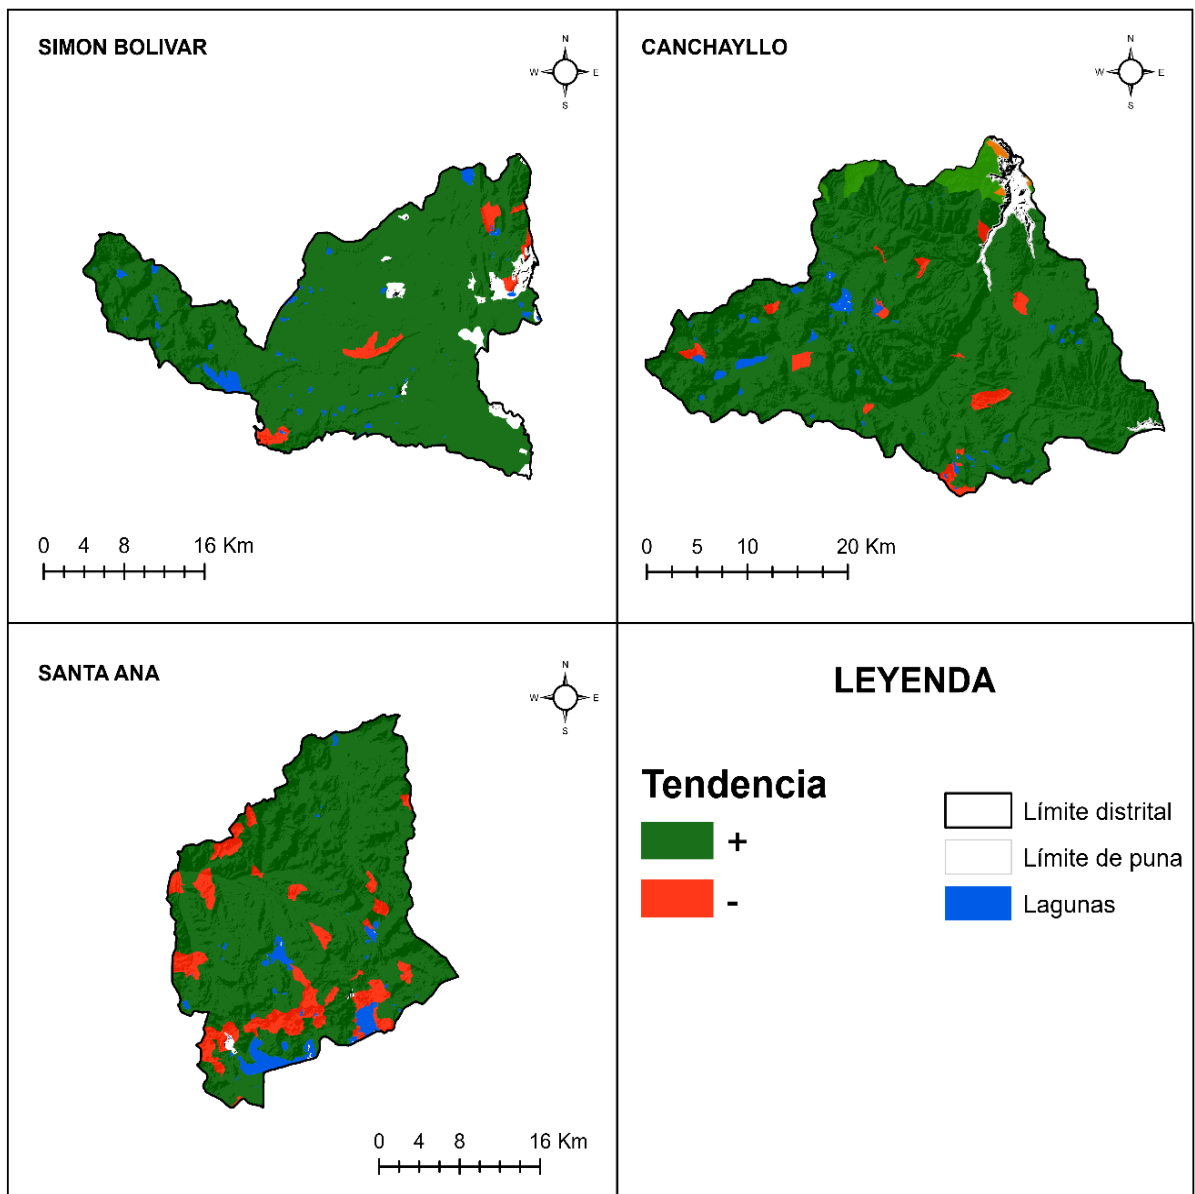 SIMON BOLIVAR
N
W E
S
0 4 8 16 Km
CANCHAYLLO
N
W E
S
0 5 10 20 Km
SANTA ANA
N
W E
S
0 4 8 16 Km
LEYENDA
Tendencia
+
-
Límite distrital
Límite de puna
Lagunas